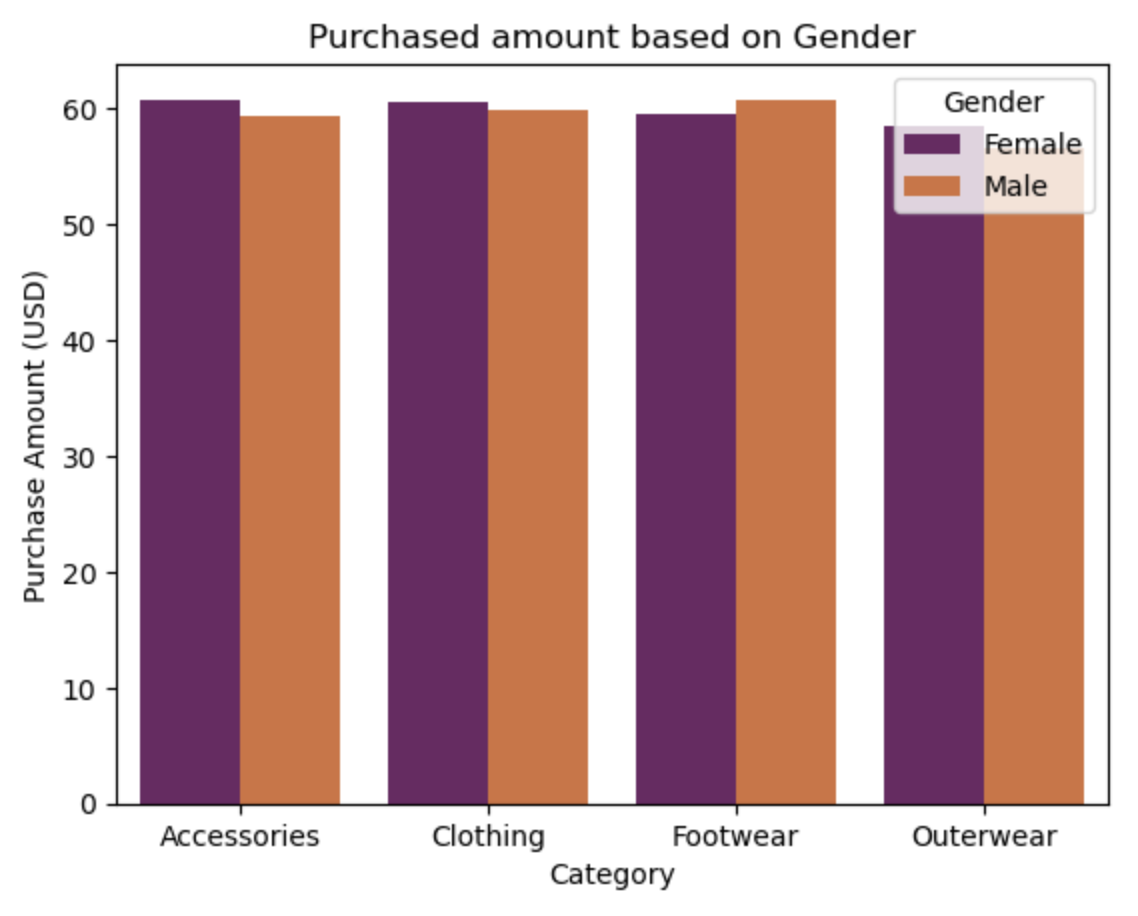 Purchased amount based on Gender
Gender
Female
Male
60
50
40
30
20
10
0
Purchase Amount (USD)
Accessories
Clothing
Footwear
Outerwear
Category